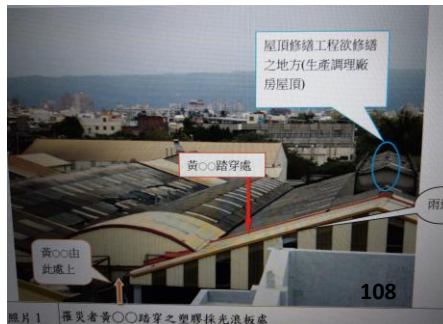 屋頂修繕工程欲修繕
之地方(生產調理廠
房屋頂)
黃○○踏穿處
雨
黃○○由
此處上
108
照片 1 罹災者黃○○踏穿之塑膠採光浪板處